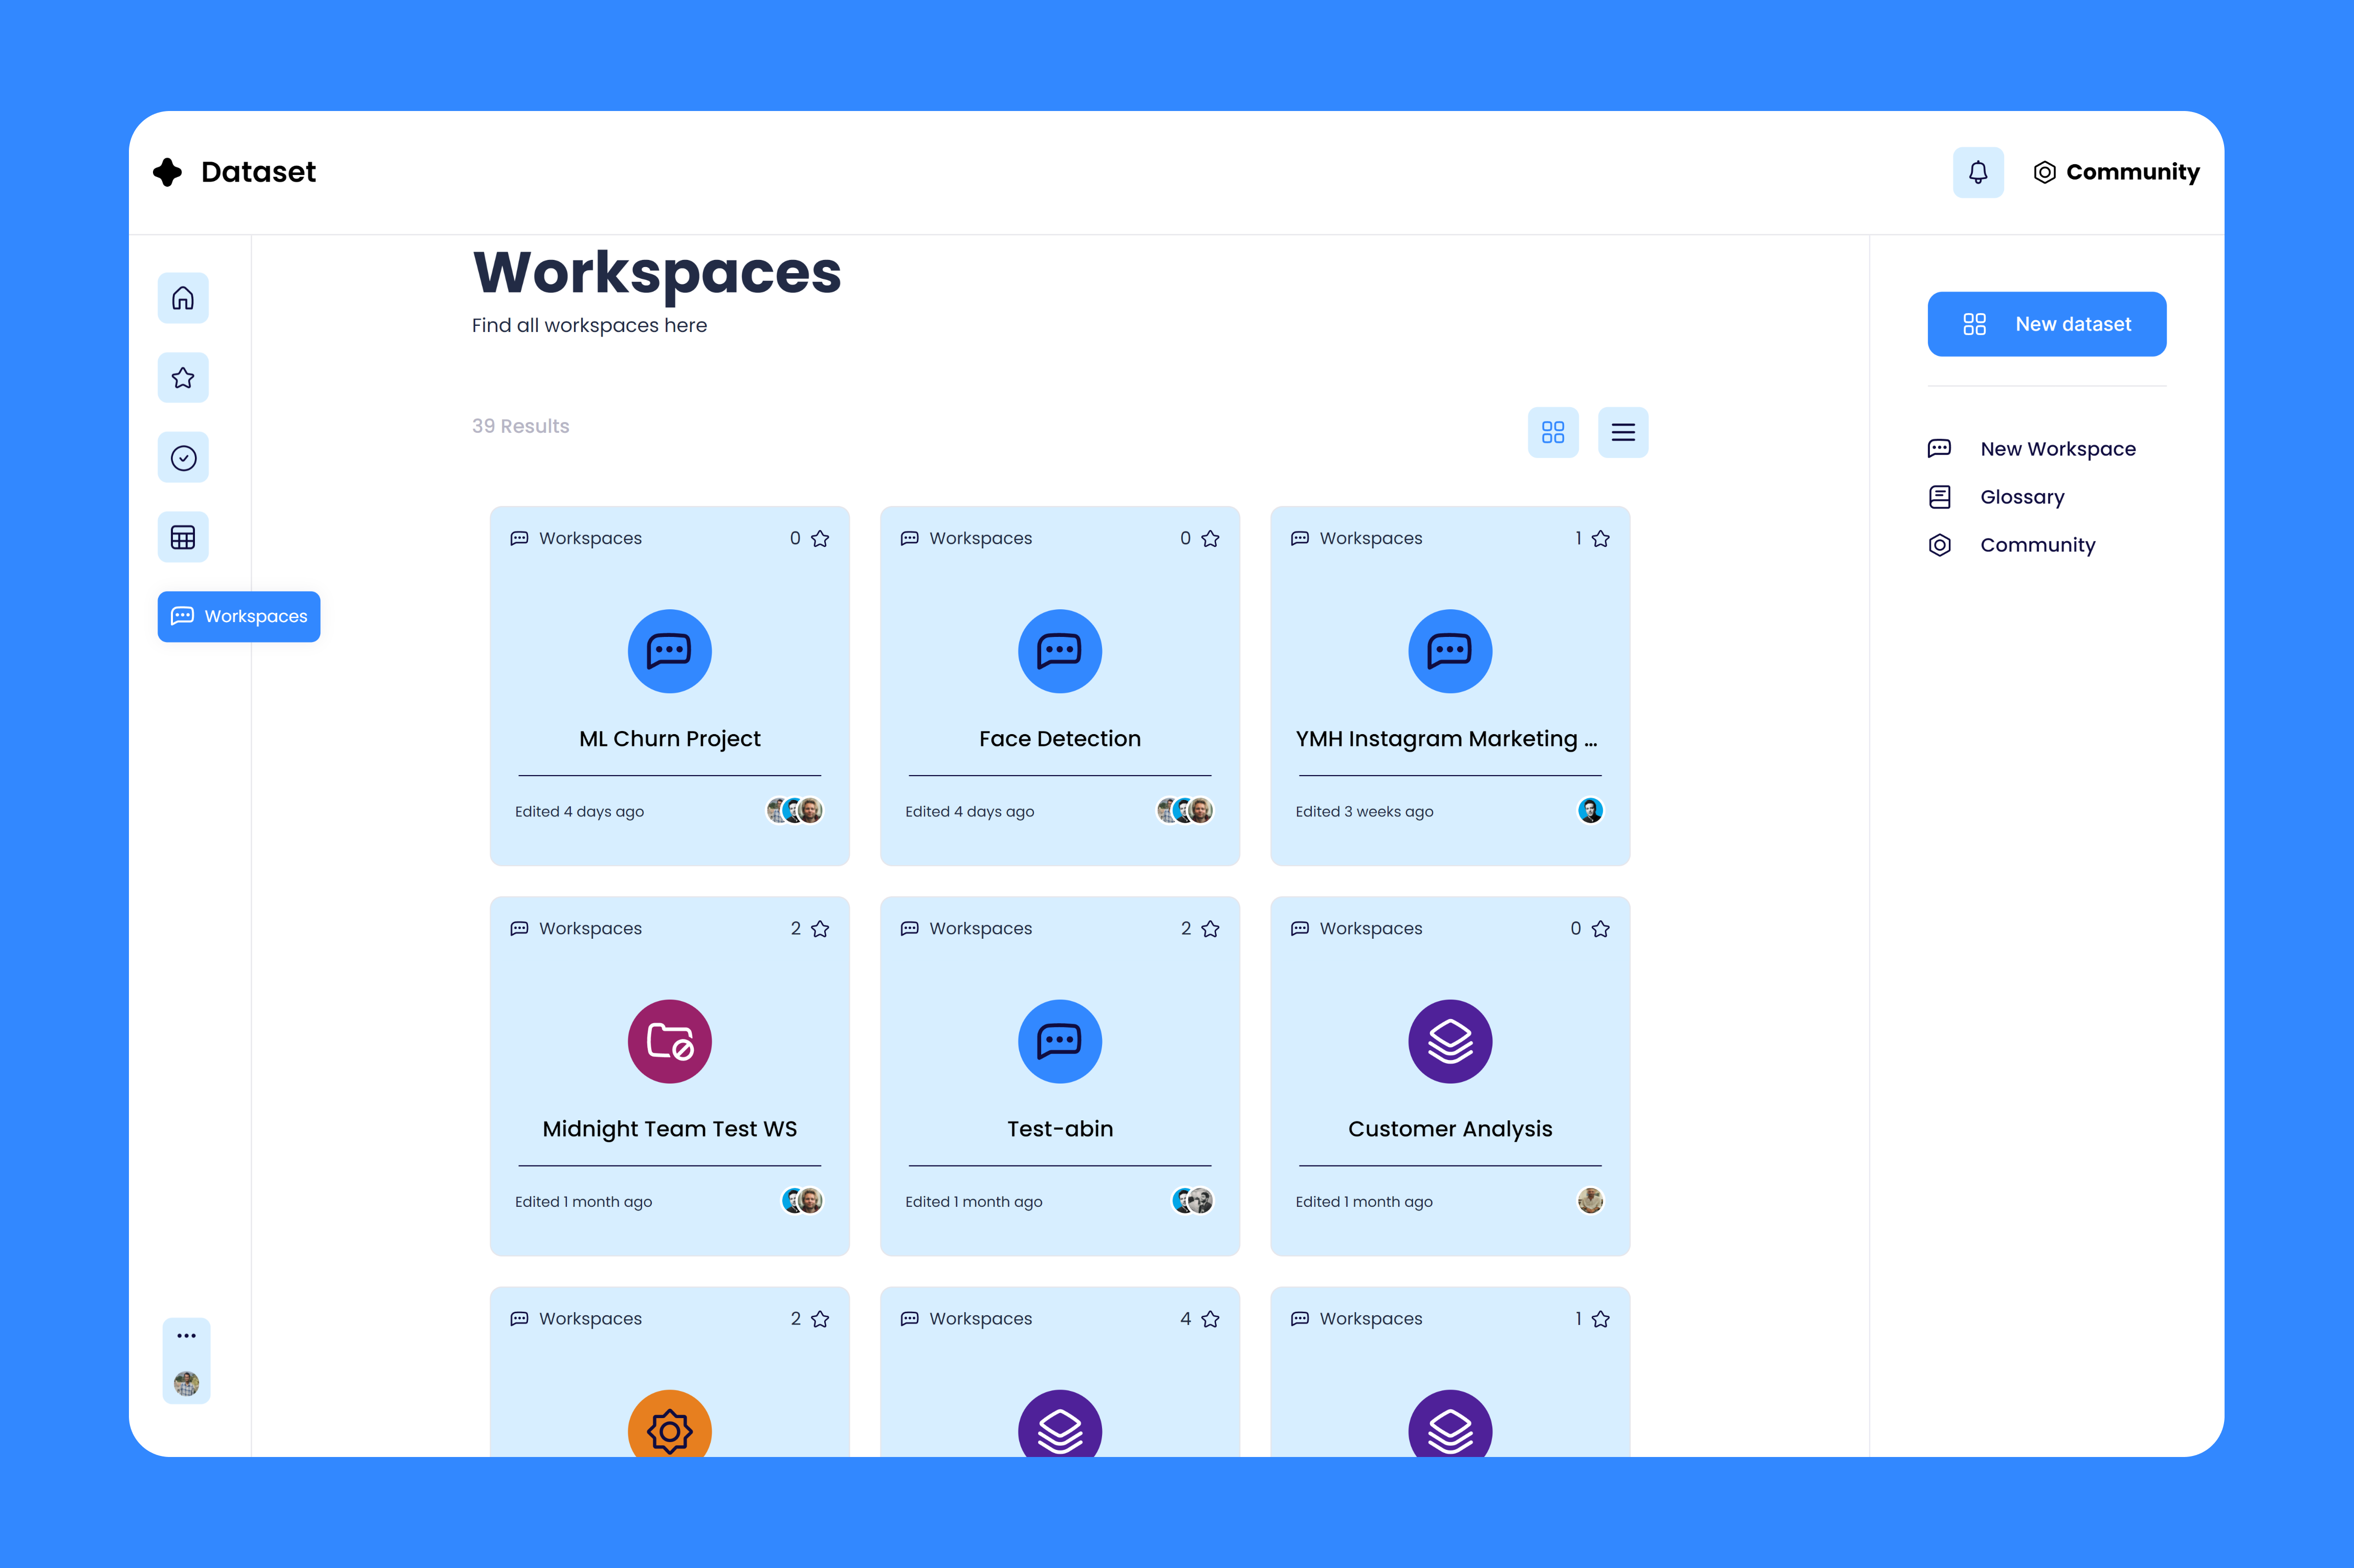 Dataset
Community
Workspaces
Find all workspaces here
New dataset
39 Results
New Workspace
Glossary
Community
Workspaces
Workspaces 0
ML Churn Project
Edited 4 days ago
Workspaces 0
Face Detection
Edited 4 days ago
Workspaces 1
YMH Instagram Marketing ...
Edited 3 weeks ago
Workspaces 2
Midnight Team Test WS
Edited 1 month ago
Workspaces 2
Test-abin
Edited 1 month ago
Workspaces 0
Customer Analysis
Edited 1 month ago
Workspaces 2
Workspaces 4
Workspaces 1